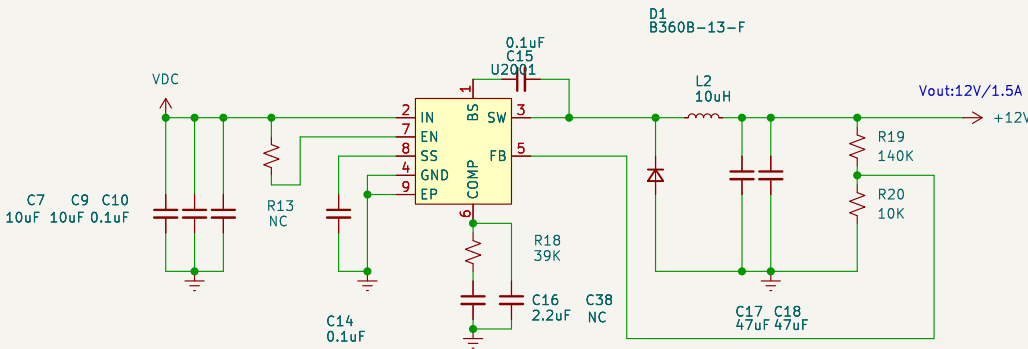 D1
B360B-13-F
0.1uF
C15
U2001
VDC
L2
10uH
Vout:12V/1.5A
+12V
1
BS
2
IN
SW
3
7
EN
8
SS
FB
5
4
GND
9
EP
COMP
6
R19
140K
R20
10K
C7 C9 C10
10uF 10uF 0.1uF
R13
NC
R18
39K
C16
2.2uF
C38
NC
C14
0.1uF
C17 C18
47uF 47uF